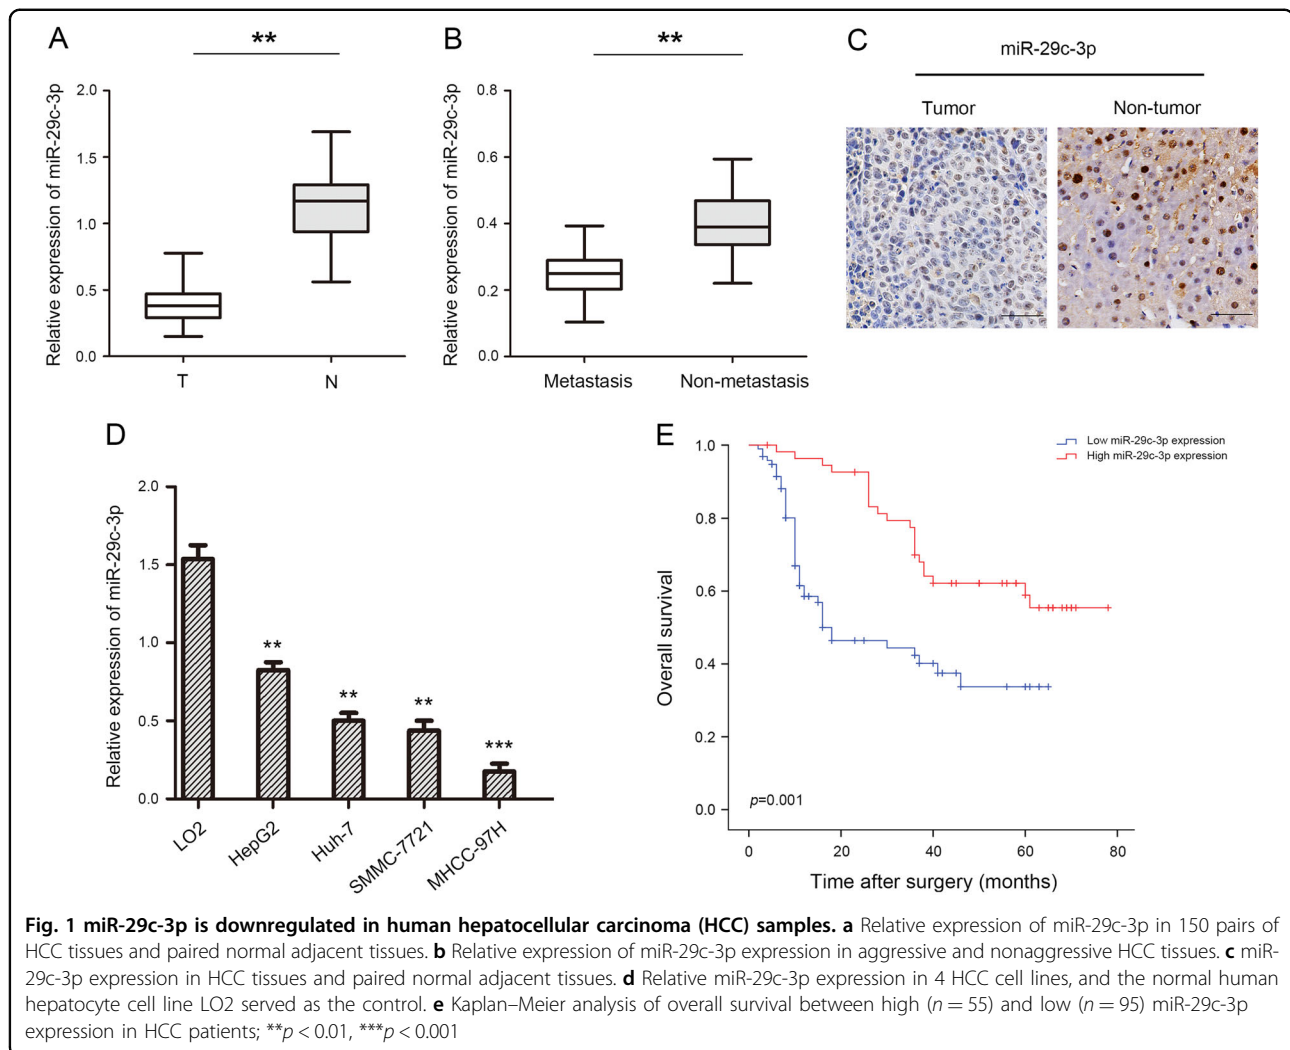 A
**
Relative expression of miR-29c-3p
2.0
1.5
1.0
0.5
0.0
T
N
B
**
Relative expression of miR-29c-3p
0.8
0.6
0.4
0.2
0.0
Metastasis
Non-metastasis
C
miR-29c-3p
Tumor
Non-tumor
D
Relative expression of miR-29c-3p
2.0
1.5
1.0
0.5
0.0
**
**
**
***
LO2
HepG2
Huh-7
SMMC-7721
MHCC-97H
E
Overall survival
1.0
0.8
0.6
0.4
0.2
0.0
Low miR-29c-3p expression
High miR-29c-3p expression
p=0.001
0
20
40
60
80
Time after surgery (months)
Fig. 1 miR-29c-3p is downregulated in human hepatocellular carcinoma (HCC) samples. a Relative expression of miR-29c-3p in 150 pairs of
HCC tissues and paired normal adjacent tissues. b Relative expression of miR-29c-3p expression in aggressive and nonaggressive HCC tissues. c miR-
29c-3p expression in HCC tissues and paired normal adjacent tissues. d Relative miR-29c-3p expression in 4 HCC cell lines, and the normal human
hepatocyte cell line LO2 served as the control. e Kaplan–Meier analysis of overall survival between high (n = 55) and low (n = 95) miR-29c-3p
expression in HCC patients; **p < 0.01, ***p < 0.001